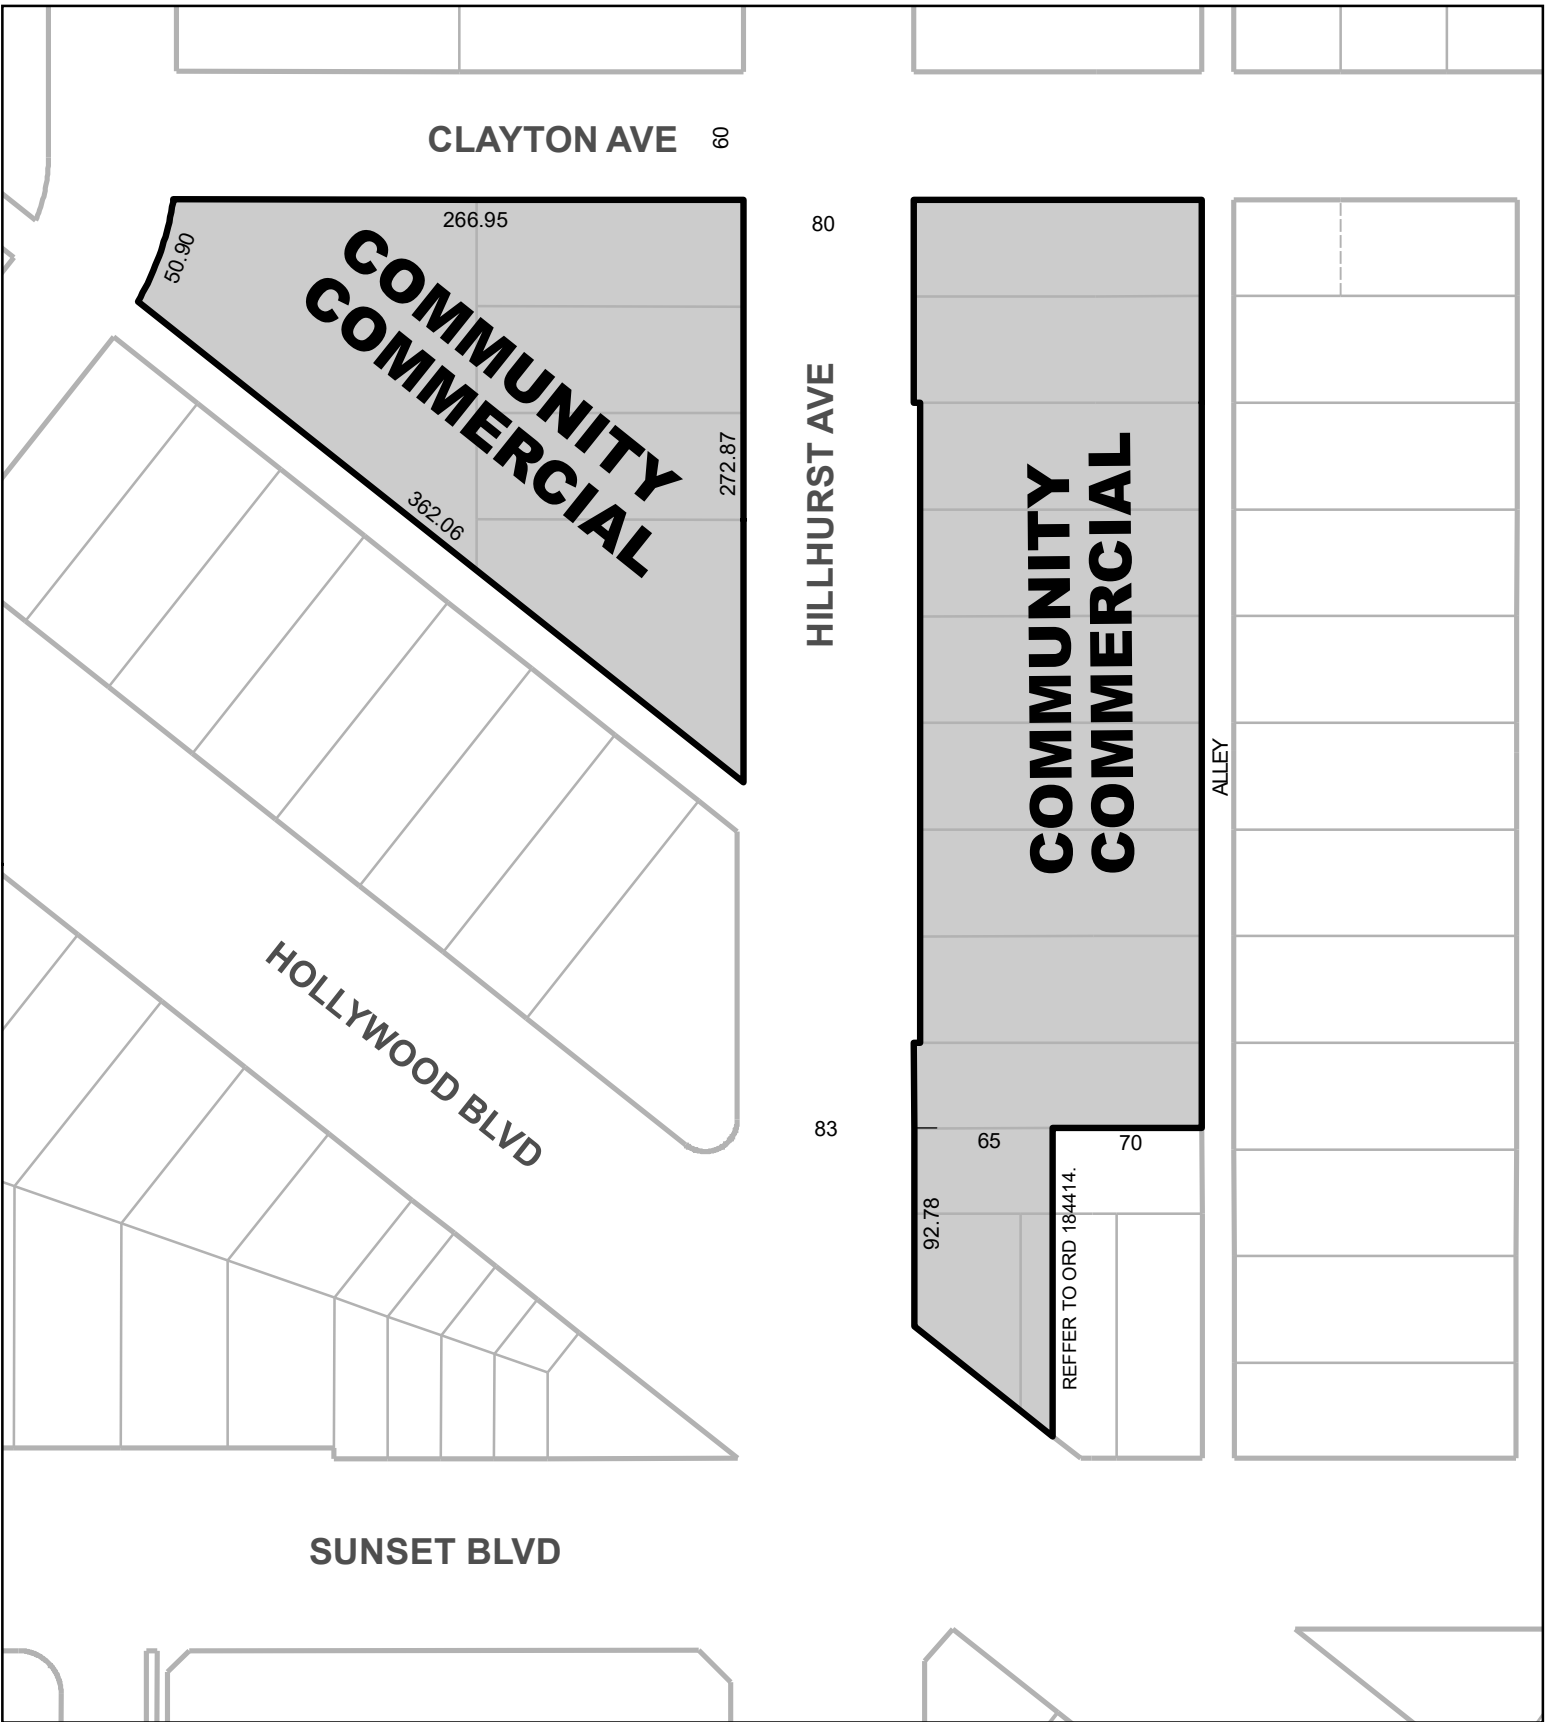 CLAYTON AVE
60
266.95
80
50.90
COMMUNITY
COMMERCIAL
272.87
362.06
HILLHURST AVE
COMMUNITY
COMMERCIAL
ALLEY
HOLLYWOOD BLVD
83
65
70
92.78
REFFER TO ORD 184414.
SUNSET BLVD